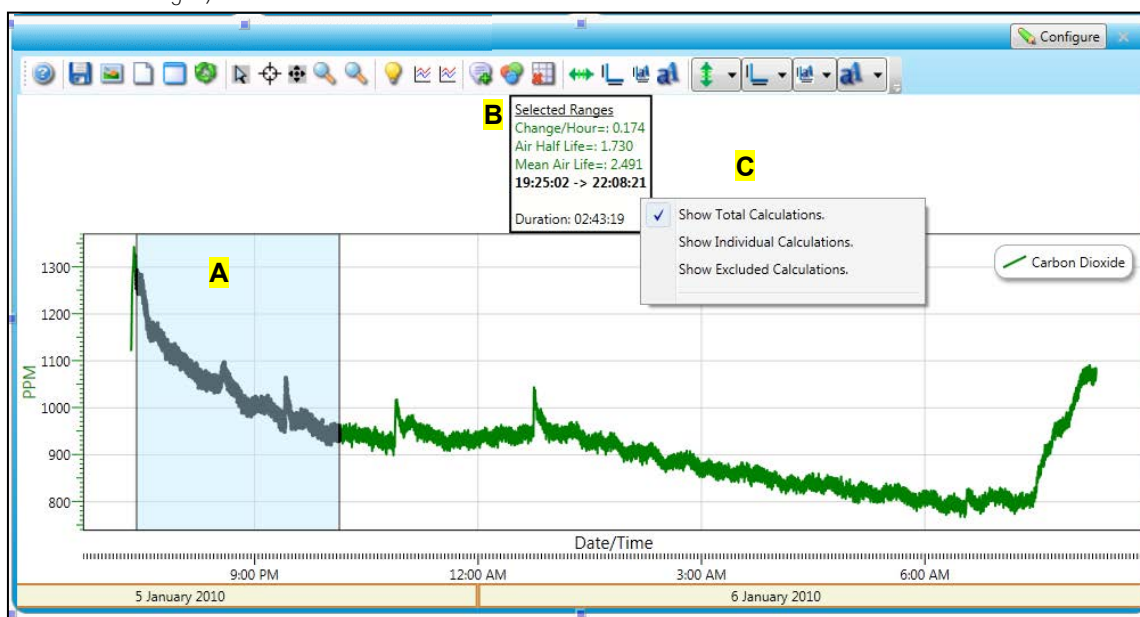 Configure
B
Selected Ranges
Change/Hour=: 0.174
Air Half Life=: 1.730
Mean Air Life=: 2.491
19:25:02 -> 22:08:21
Duration: 02:43:19
C
Show Total Calculations.
Show Individual Calculations.
Show Excluded Calculations.
A
Carbon Dioxide
PPM
1300
1200
1100
1000
900
800
Date/Time
9:00 PM
12:00 AM
3:00 AM
6:00 AM
5 January 2010
6 January 2010